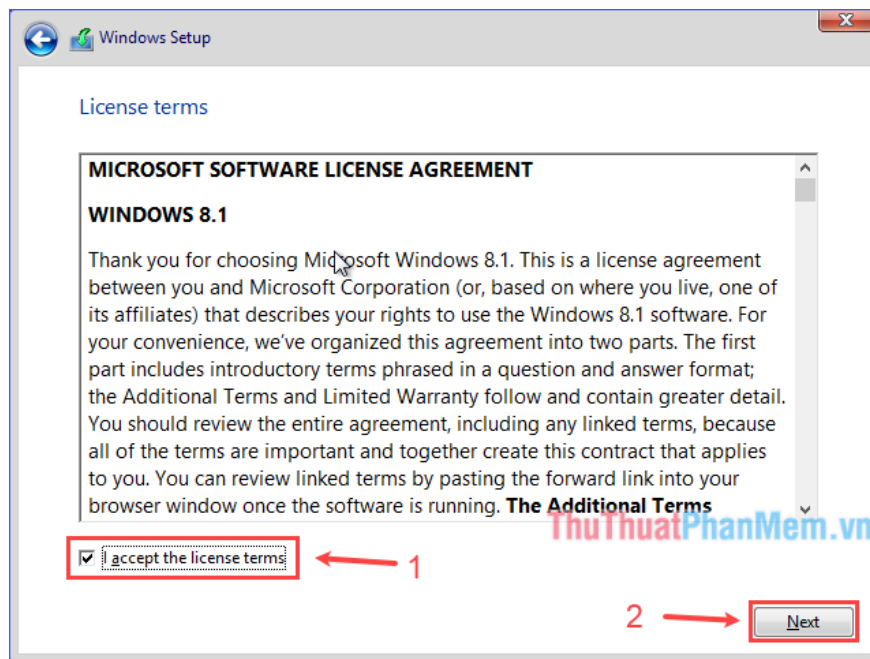 Windows Setup
License terms
MICROSOFT SOFTWARE LICENSE AGREEMENT
WINDOWS 8.1
Thank you for choosing Microsoft Windows 8.1. This is a license agreement
between you and Microsoft Corporation (or, based on where you live, one of
its affiliates) that describes your rights to use the Windows 8.1 software. For
your convenience, we've organized this agreement into two parts. The first
part includes introductory terms phrased in a question and answer format;
the Additional Terms and Limited Warranty follow and contain greater detail.
You should review the entire agreement, including any linked terms, because
all of the terms are important and together create this contract that applies
to you. You can review linked terms by pasting the forward link into your
browser window once the software is running. The Additional Terms
ThuThuatPhanMem.vn
I accept the license terms
1
2
Next